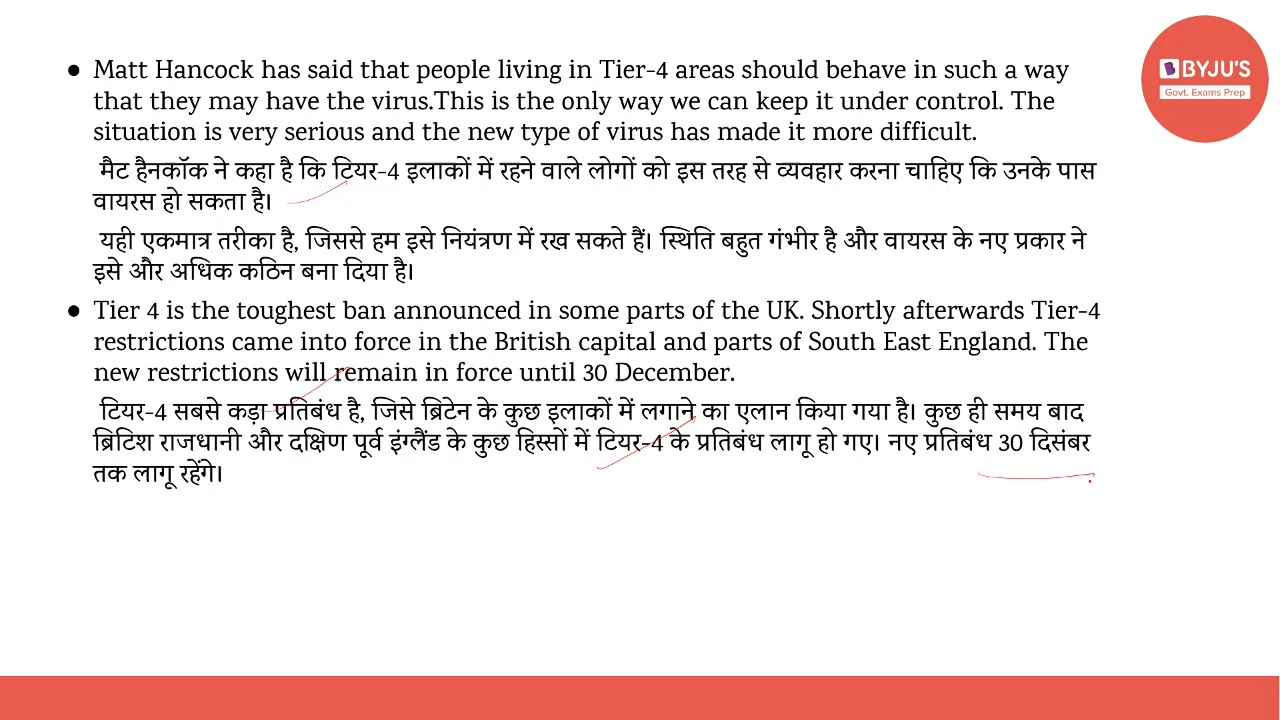 BYJU'S
Govt. Exams Prep
● Matt Hancock has said that people living in Tier-4 areas should behave in such a way
that they may have the virus.This is the only way we can keep it under control. The
situation is very serious and the new type of virus has made it more difficult.
मैट हैनकॉक ने कहा है कि टियर-4 इलाकों में रहने वाले लोगों को इस तरह से व्यवहार करना चाहिए कि उनके पास
वायरस हो सकता है।
यही एकमात्र तरीका है, जिससे हम इसे नियंत्रण में रख सकते हैं। स्थिति बहुत गंभीर है और वायरस के नए प्रकार ने
इसे और अधिक कठिन बना दिया है।
● Tier 4 is the toughest ban announced in some parts of the UK. Shortly afterwards Tier-4
restrictions came into force in the British capital and parts of South East England. The
new restrictions will remain in force until 30 December.
टियर-4 सबसे कड़ा प्रतिबंध है, जिसे ब्रिटेन के कुछ इलाकों में लगाने का एलान किया गया है। कुछ ही समय बाद
ब्रिटिश राजधानी और दक्षिण पूर्व इंग्लैंड के कुछ हिस्सों में टियर-4 के प्रतिबंध लागू हो गए। नए प्रतिबंध 30 दिसंबर
तक लागू रहेंगे।